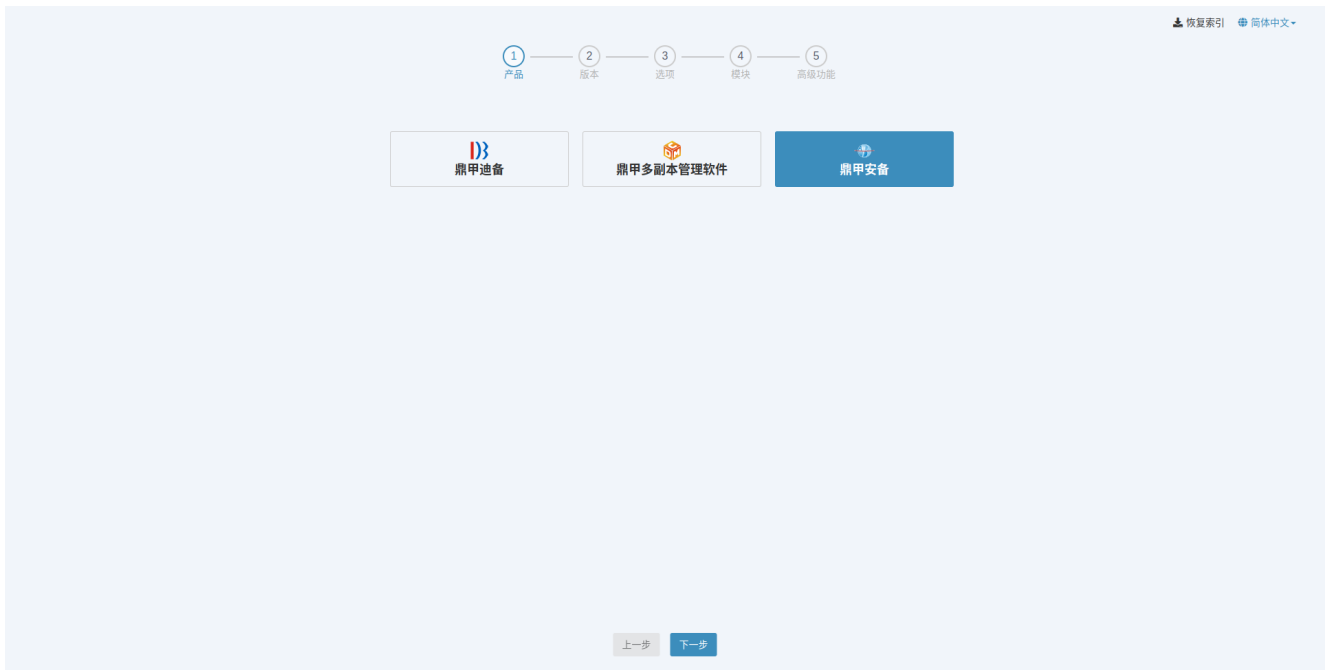 恢复索引 简体中文
1 2 3 4 5
产品 版本 选项 模块 高级功能
鼎甲迪备 鼎甲多副本管理软件 鼎甲安备
上一步 下一步